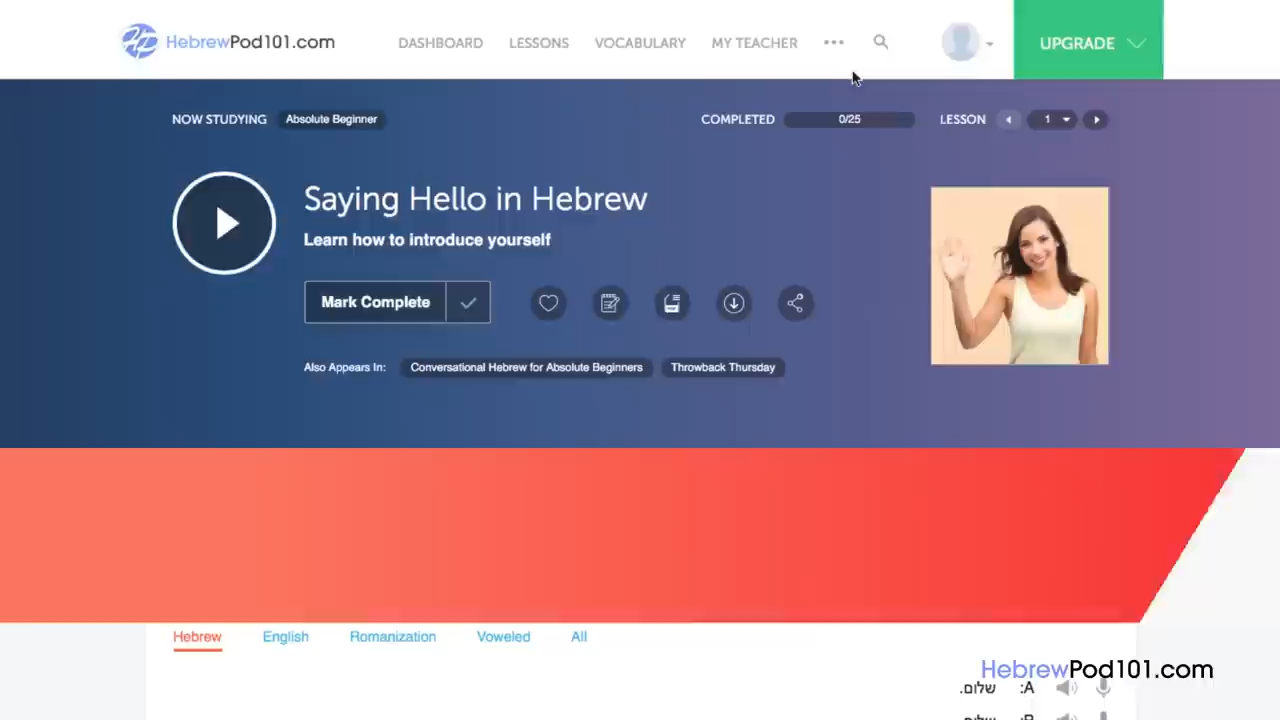 HebrewPod101.com
DASHBOARD LESSONS VOCABULARY MY TEACHER ••• UPGRADE
NOW STUDYING Absolute Beginner COMPLETED 0/25 LESSON 1
Saying Hello in Hebrew
Learn how to introduce yourself
Mark Complete
Also Appears In: Conversational Hebrew for Absolute Beginners Throwback Thursday
Hebrew English Romanization Voweled All
HebrewPod101.com
A: שלום.